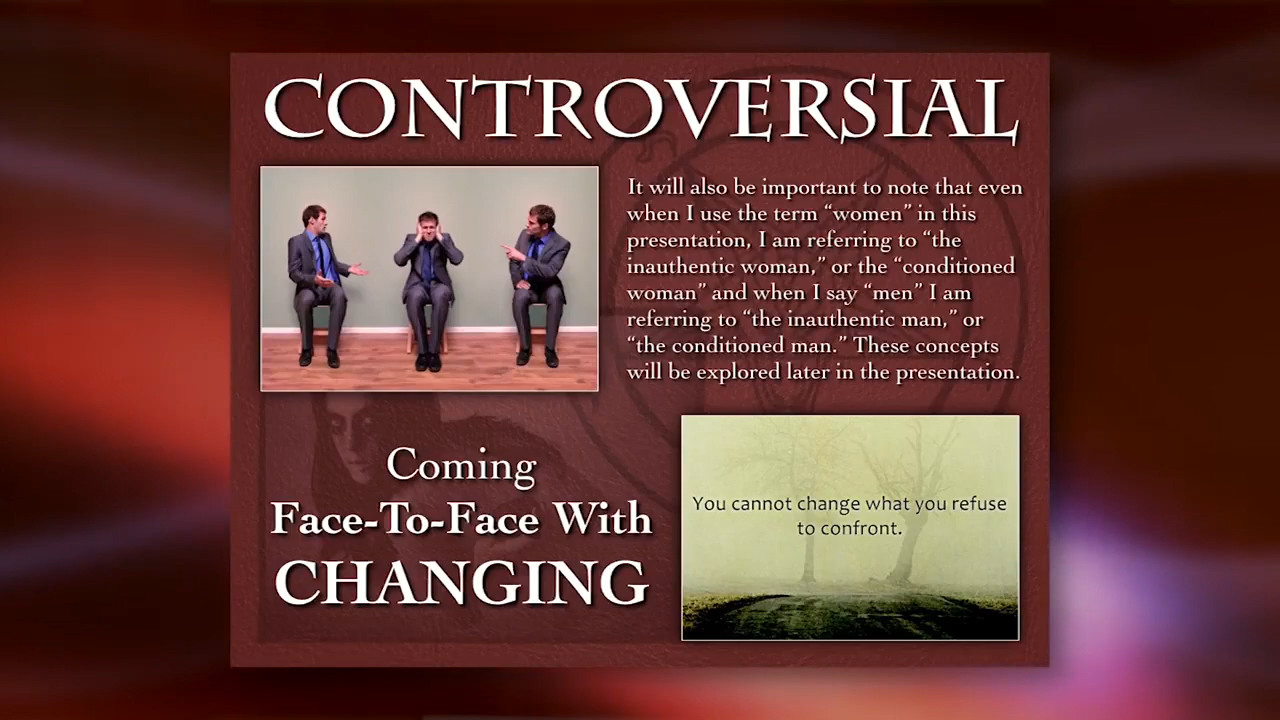 CONTROVERSIAL
It will also be important to note that even
when I use the term “women” in this
presentation, I am referring to “the
inauthentic woman,” or the “conditioned
woman” and when I say “men” I am
referring to “the inauthentic man,” or
“the conditioned man.” These concepts
will be explored later in the presentation.
Coming
Face-To-Face With
CHANGING
You cannot change what you refuse
to confront.